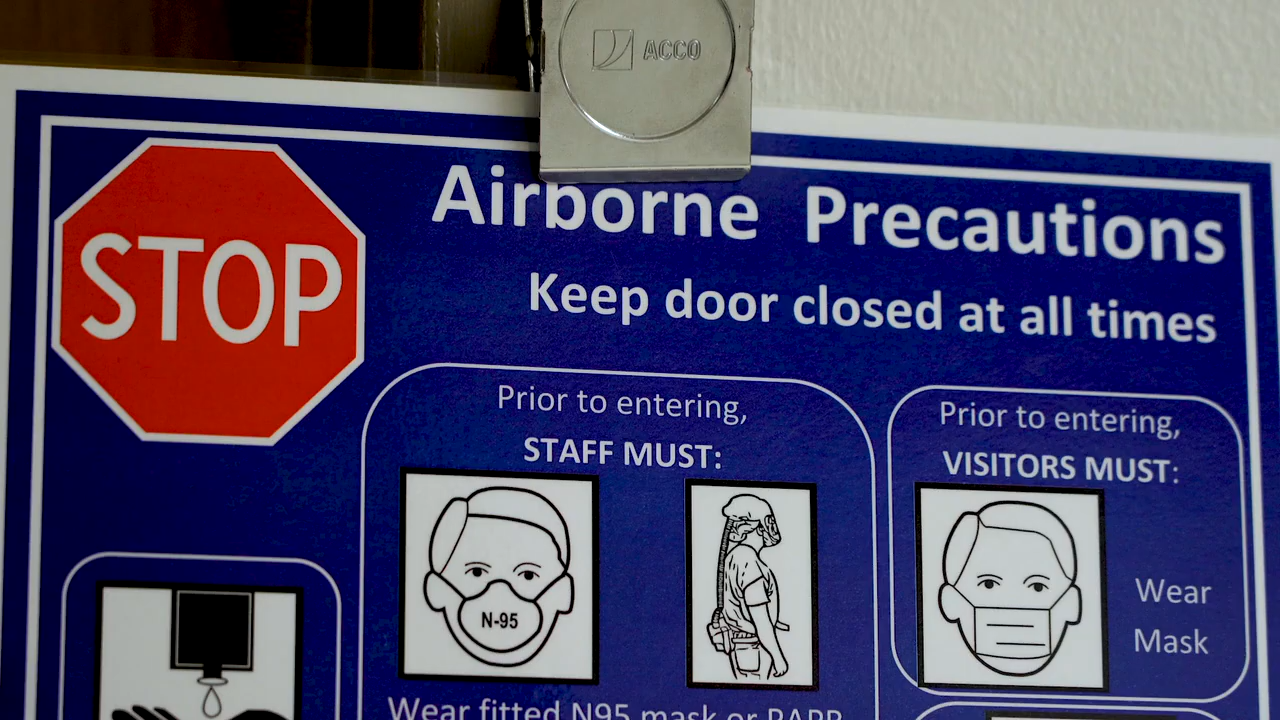 ACCO
STOP
Airborne Precautions
Keep door closed at all times
Prior to entering,
STAFF MUST:
N-95
Wear fitted N95 mask or PAPR
Prior to entering,
VISITORS MUST:
Wear
Mask